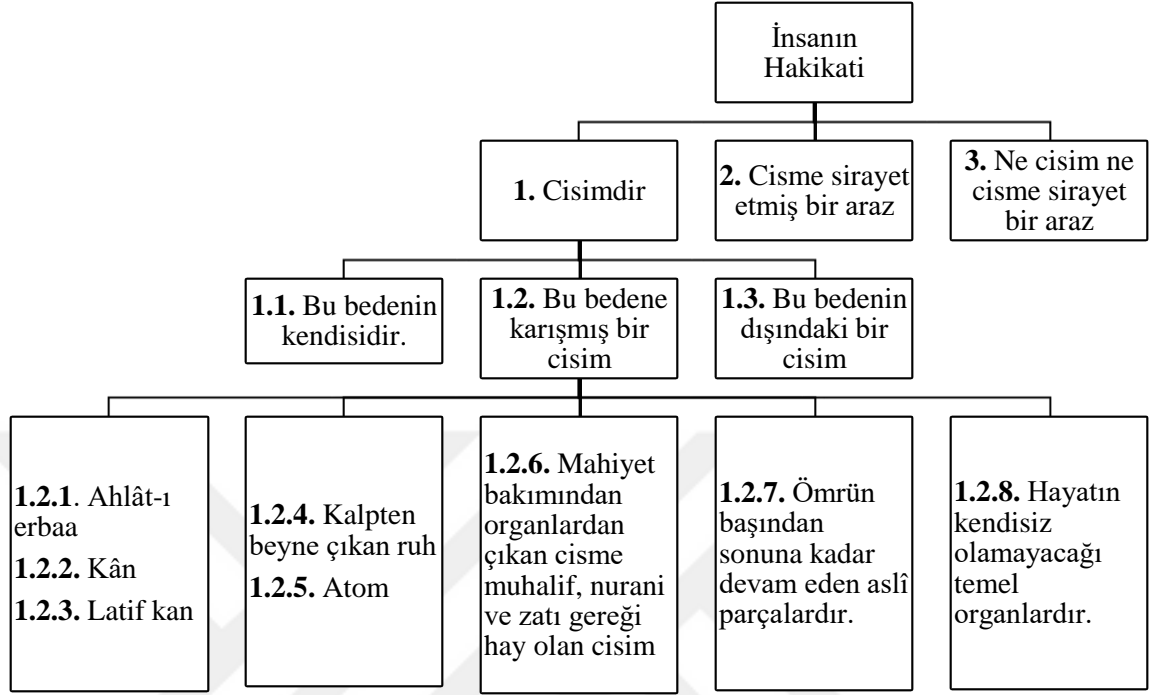 İnsanın
Hakikati
1. Cisimdir
2. Cisme sirayet
etmiş bir araz
3. Ne cisim ne
cisme sirayet
bir araz
1.1. Bu bedenin
kendisidir.
1.2. Bu bedene
karışmış bir
cisim
1.3. Bu bedenin
dışındaki bir
cisim
1.2.1. Ahlât-ı
erbaa
1.2.2. Kân
1.2.3. Latif kan
1.2.4. Kalpten
beyne çıkan ruh
1.2.5. Atom
1.2.6. Mahiyet
bakımından
organlardan
çıkan cisme
muhalif, nurani
ve zatı gereği
hay olan cisim
1.2.7. Ömrün
başından
sonuna kadar
devam eden aslî
parçalardır.
1.2.8. Hayatın
kendisiz
olamayacağı
temel
organlardır.